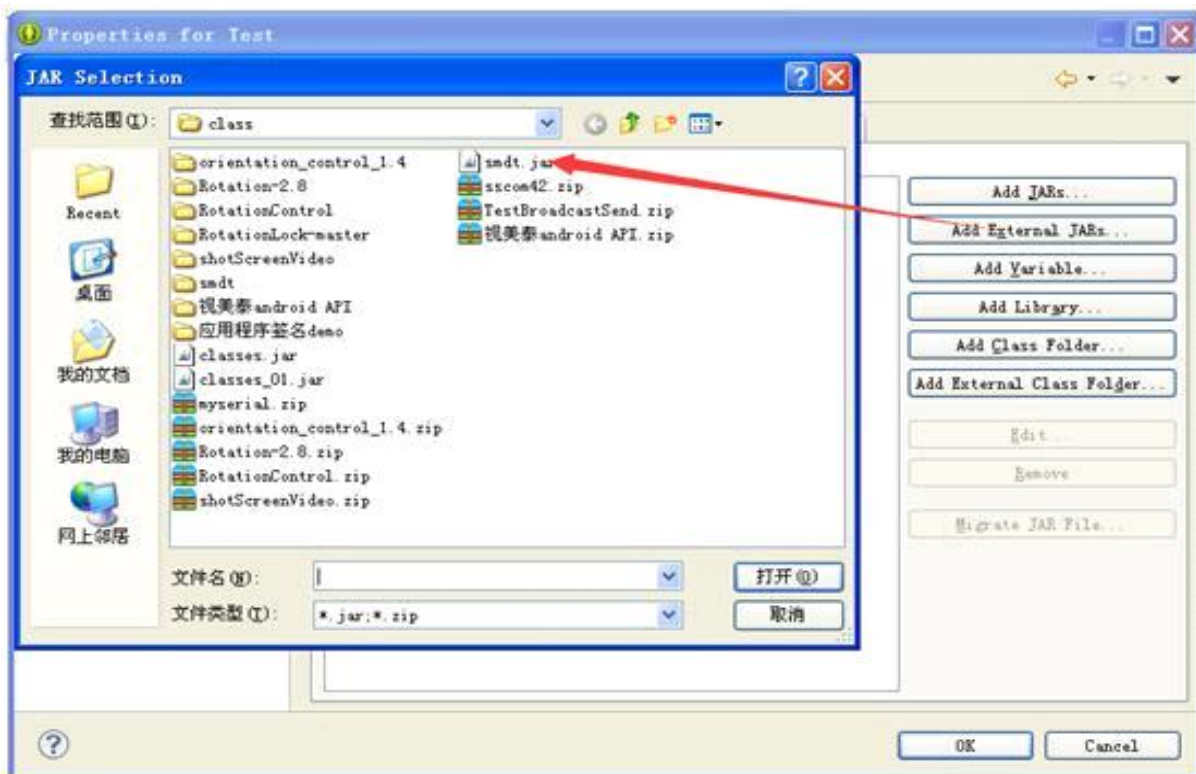 Properties for Test
JAR Selection
查找范围(I):
class
Recent
桌面
我的文档
我的电脑
网上邻居
orientation_control_1.4
Rotation-2.8
RotationControl
RotationLock-master
shotScreenVideo
smdt
视美泰android API
应用程序签名demo
classes.jar
classes_01.jar
myserial.zip
orientation_control_1.4.zip
Rotation-2.8.zip
RotationControl.zip
shotScreenVideo.zip
smdt.jar
sscom42.zip
TestBroadcastSend.zip
视美泰android API.zip
文件名(N):
打开(O)
文件类型(T):
*.jar;*.zip
取消
Add JARs...
Add External JARs...
Add Variable...
Add Library...
Add Class Folder...
Add External Class Folder...
Edit...
Remove
Migrate JAR File...
OK
Cancel